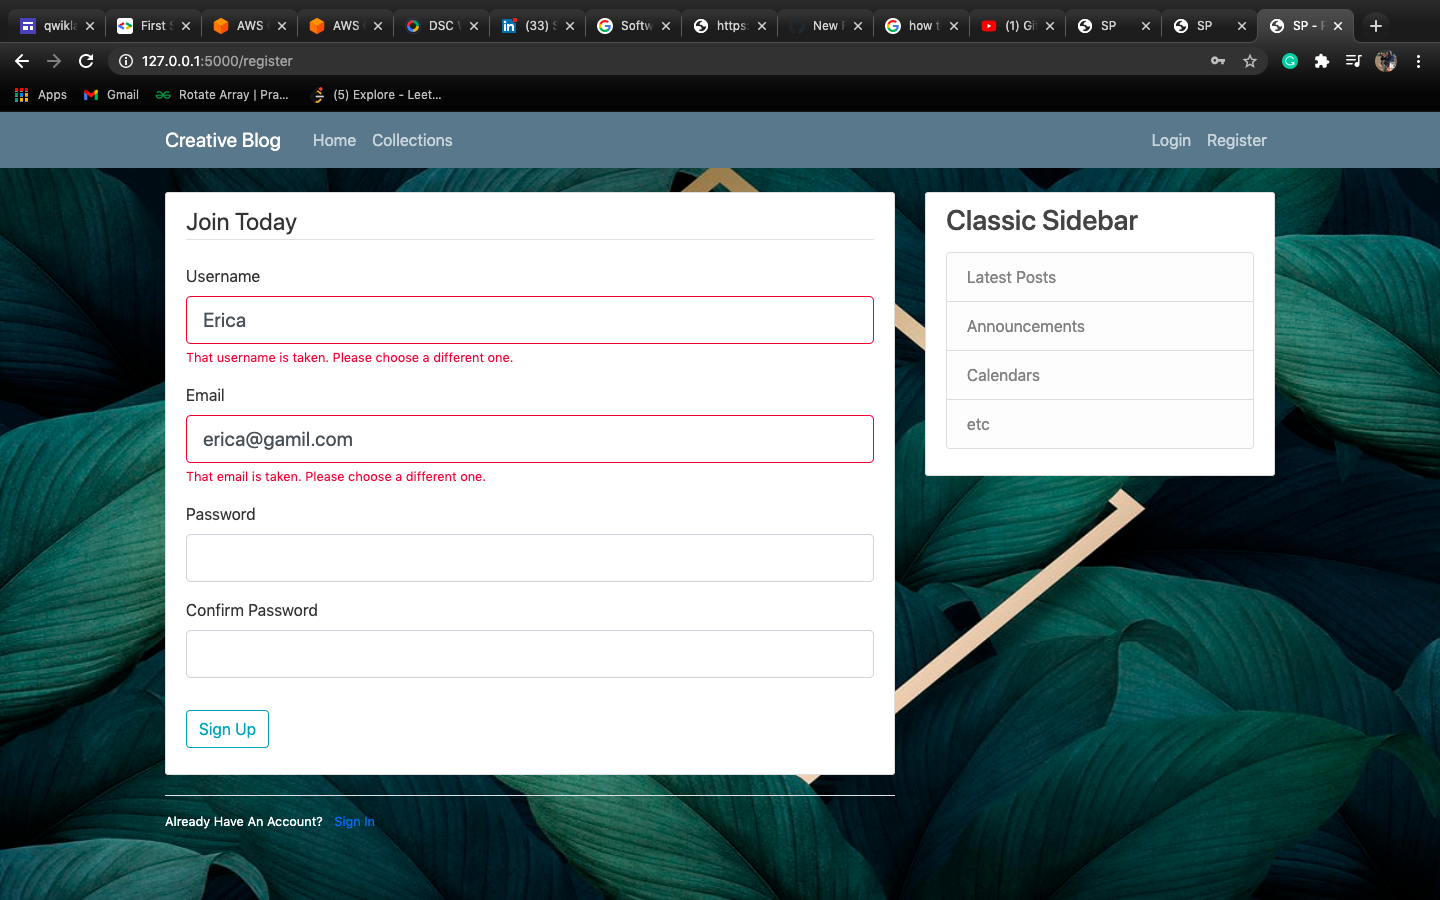 qwikl
First
AWS
AWS
DSC
(33)
Softw
https:
New
how t
(1) Gi
SP
SP
SP -
127.0.0.1:5000/register
Apps
Gmail
Rotate Array | Pra...
(5) Explore - Leet...
Creative Blog
Home
Collections
Login
Register
Join Today
Username
Erica
That username is taken. Please choose a different one.
Email
erica@gamil.com
That email is taken. Please choose a different one.
Password
Confirm Password
Sign Up
Already Have An Account? Sign In
Classic Sidebar
Latest Posts
Announcements
Calendars
etc